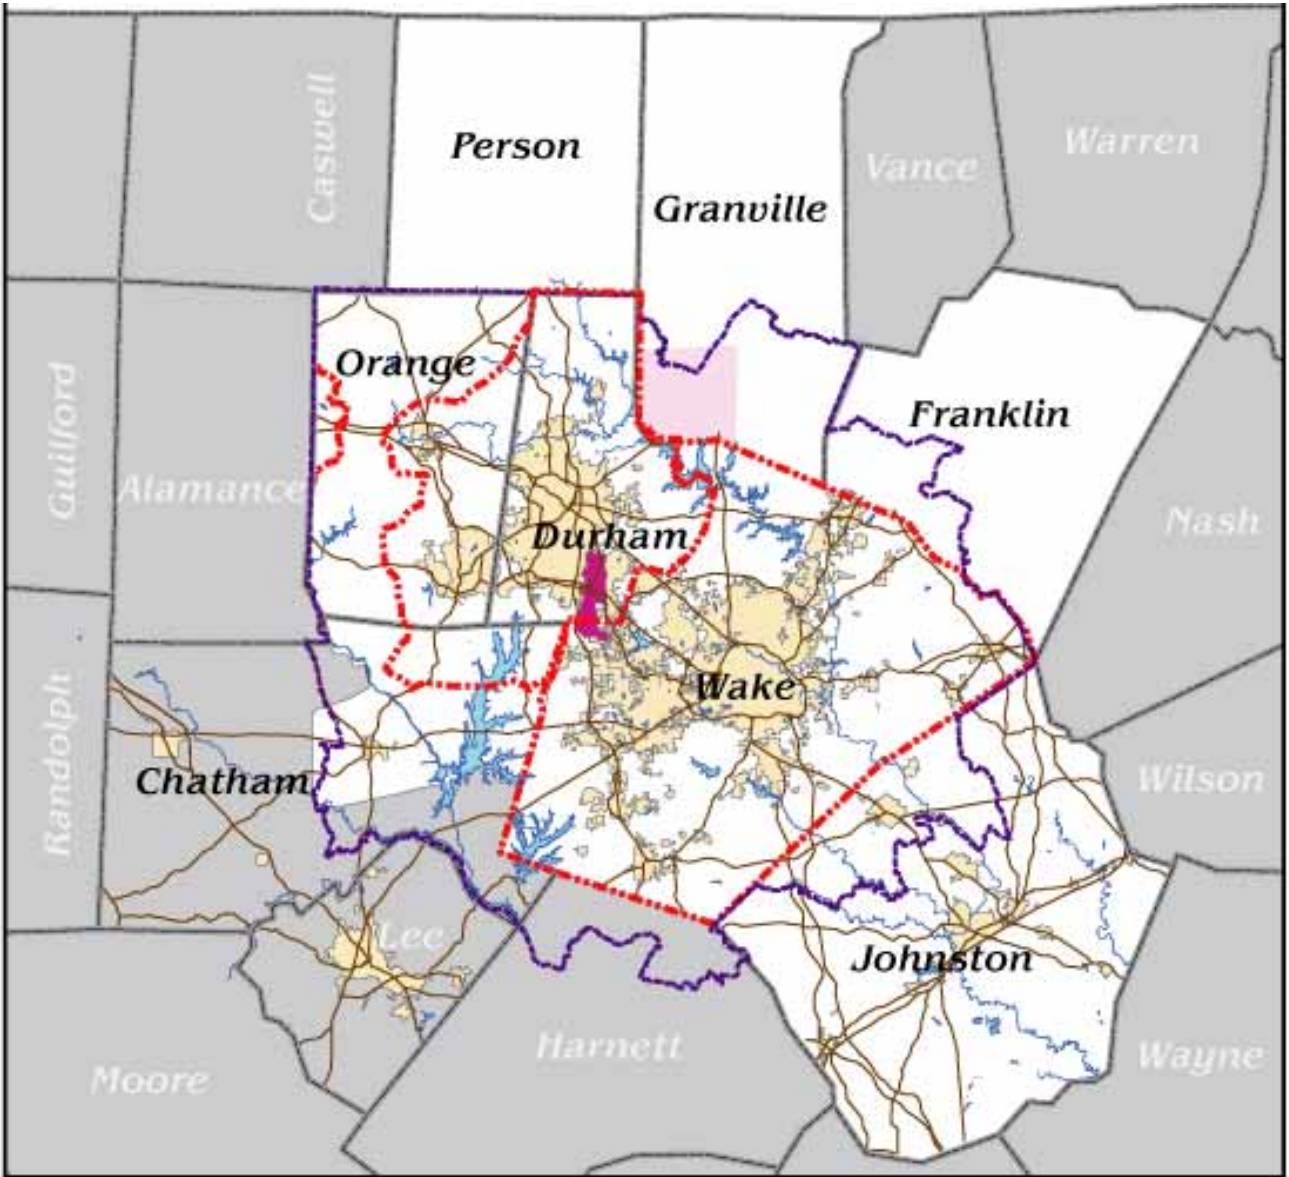 Caswell
Person
Granville
Vance
Warren
Orange
Guilford
Alamance
Franklin
Nash
Durham
Wake
Randolph
Chatham
Wilson
Lee
Johnston
Harnett
Moore
Wayne